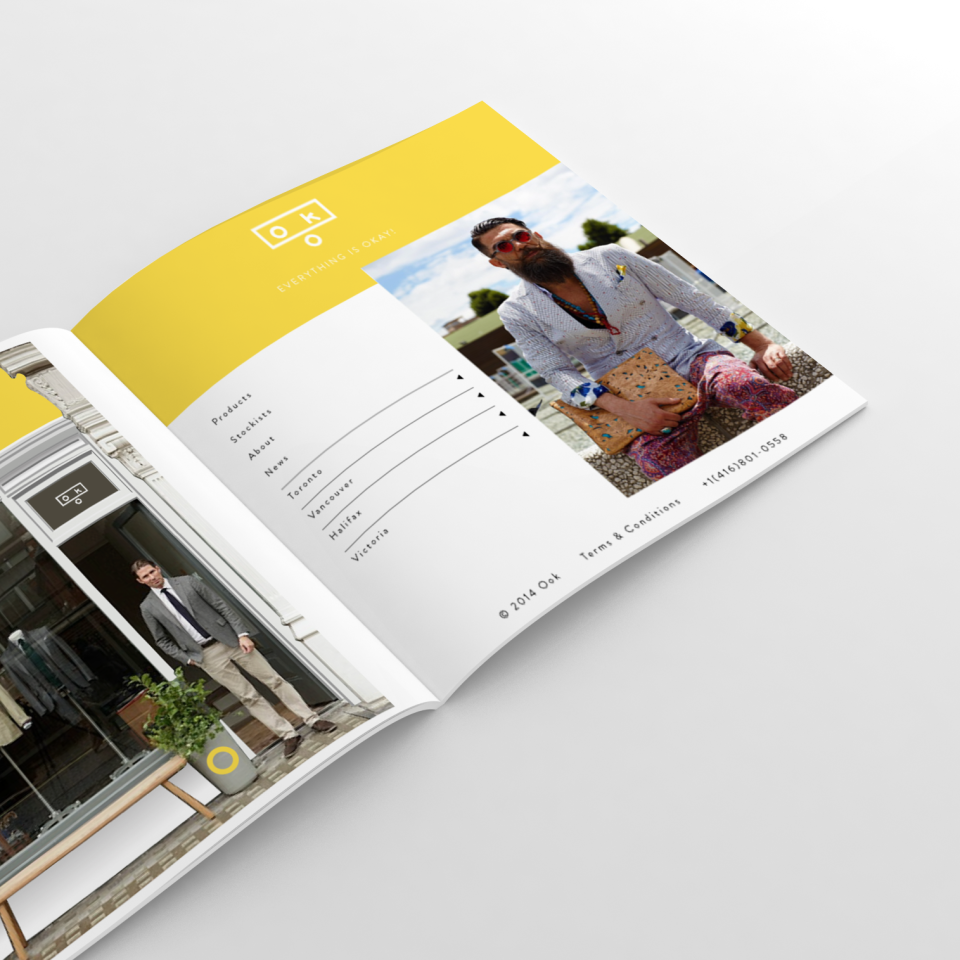 O k
O
EVERYTHING IS OKAY!
Products
Stockists
About
News
Toronto
Vancouver
Halifax
Victoria
© 2014 Ook
Terms & Conditions
+1(416)801-0558
O k
O